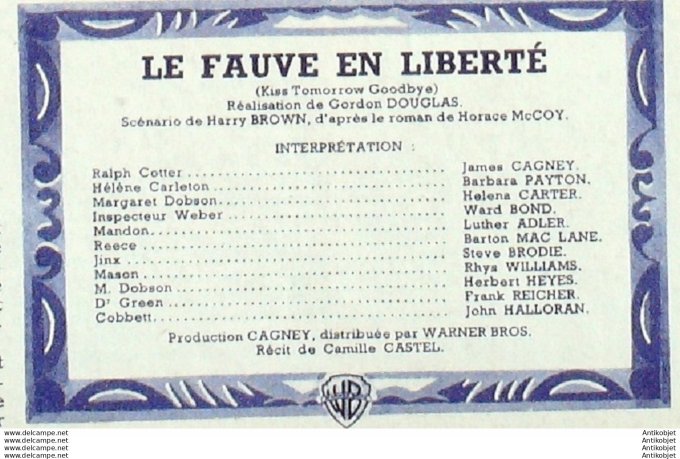 LE FAUVE EN LIBERTÉ
(Kiss Tomorrow Goodbye)
Réalisation de Gordon DOUGLAS.
Scénario de Harry BROWN, d'après le roman de Horace McCOY.
INTERPRÉTATION :
Ralph Cotter .......... James CAGNEY.
Hélène Carleton .......... Barbara PAYTON.
Margaret Dobson .......... Helena CARTER.
Inspecteur Weber .......... Ward BOND.
Mandon .......... Luther ADLER.
Reece .......... Barton MAC LANE.
Jinx .......... Steve BRODIE.
Mason .......... Rhys WILLIAMS.
M. Dobson .......... Herbert HEYES.
Dr Green .......... Frank REICHER.
Cobbett .......... John HALLORAN.
Production CAGNEY, distribuée par WARNER BROS.
Récit de Camille CASTEL.
WB
www.delcampe.net Antikobjet
www.delcampe.net Antikobjet
www.delcampe.net Antikobjet
www.delcampe.net Antikobjet